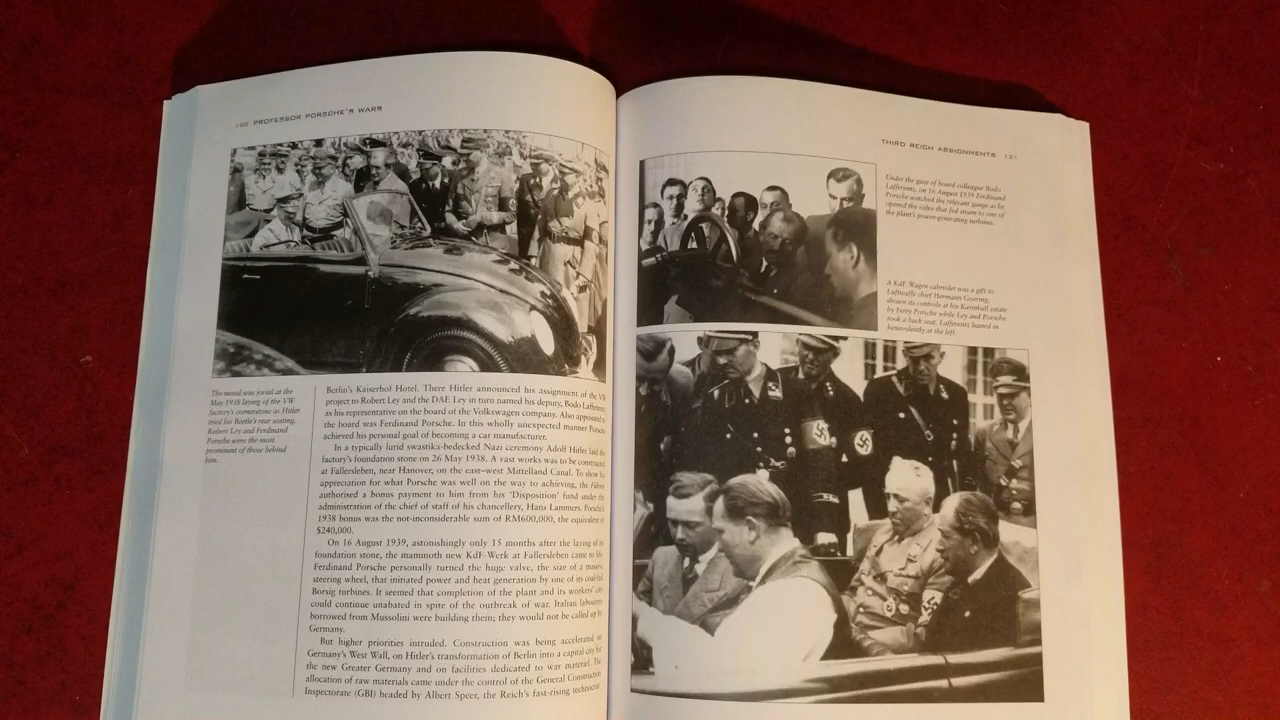 120 PROFESSOR PORSCHE'S WARS
The mood was jovial at the
May 1938 laying of the VW
factory's cornerstone as Hitler
tried his Beetle's rear seating.
Robert Ley and Ferdinand
Porsche were the most
prominent of those behind
him.
Berlin's Kaiserhof Hotel. There Hitler announced his assignment of the VW
project to Robert Ley and the DAF. Ley in turn named his deputy, Bodo Lafferentz,
as his representative on the board of the Volkswagen company. Also appointed to
the board was Ferdinand Porsche. In this wholly unexpected manner Porsche
achieved his personal goal of becoming a car manufacturer.
In a typically lurid swastika-bedecked Nazi ceremony Adolf Hitler laid the
factory's foundation stone on 26 May 1938. A vast works was to be constructed
at Fallersleben, near Hanover, on the east–west Mittelland Canal. To show his
appreciation for what Porsche was well on the way to achieving, the Führer
authorised a bonus payment to him from his 'Disposition' fund under the
administration of the chief of staff of his chancellery, Hans Lammers. Porsche's
1938 bonus was the not-inconsiderable sum of RM600,000, the equivalent of
$240,000.
On 16 August 1939, astonishingly only 15 months after the laying of its
foundation stone, the mammoth new KdF-Werk at Fallersleben came to life.
Ferdinand Porsche personally turned the huge valve, the size of a massive
steering wheel, that initiated power and heat generation by one of its coal-fed
Borsig turbines. It seemed that completion of the plant and its workers' city
could continue unabated in spite of the outbreak of war. Italian labourers
borrowed from Mussolini were building them; they would not be called up by
Germany.
But higher priorities intruded. Construction was being accelerated on
Germany's West Wall, on Hitler's transformation of Berlin into a capital city for
the new Greater Germany and on facilities dedicated to war materiel. The
allocation of raw materials came under the control of the General Construction
Inspectorate (GBI) headed by Albert Speer, the Reich's fast-rising technocrat
THIRD REICH ASSIGNMENTS 121
Under the gaze of board colleague Bodo
Lafferentz, on 16 August 1939 Ferdinand
Porsche watched the relevant gauge as he
opened the valve that fed steam to one of
the plant's power-generating turbines.
A KdF-Wagen cabriolet was a gift to
Luftwaffe chief Hermann Goering,
shown its controls at his Karinhall estate
by Ferry Porsche while Ley and Porsche
took a back seat. Lafferentz leaned in
benevolently at the left.